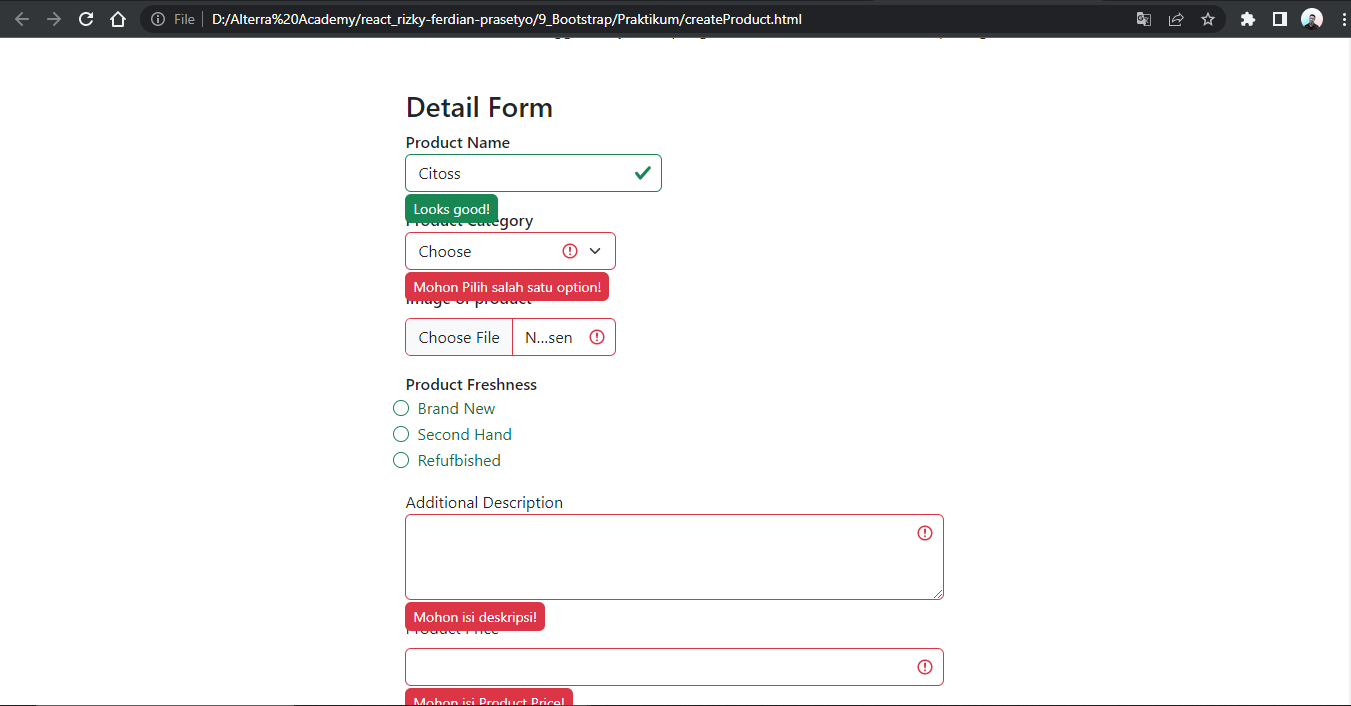 File D:/Alterra%20Academy/react_rizky-ferdian-prasetyo/9_Bootstrap/Praktikum/createProduct.html
Detail Form
Product Name
Citoss
Looks good!
Product Category
Choose
Mohon Pilih salah satu option!
Image of product
Choose File N...sen
Product Freshness
Brand New
Second Hand
Refufbished
Additional Description
Mohon isi deskripsi!
Product Price
Mohon isi Product Price!